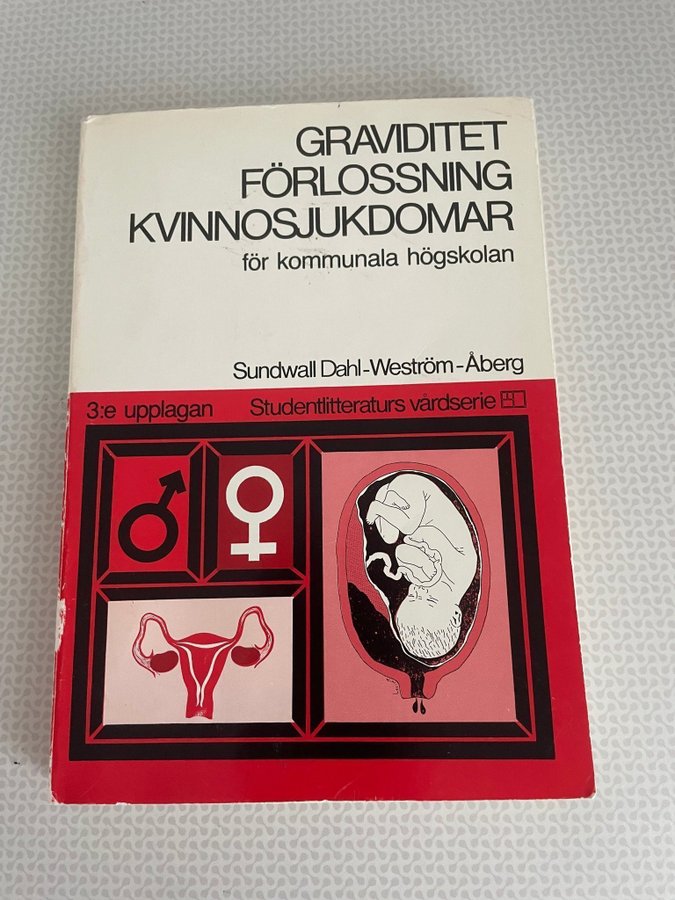 GRAVIDITET
FÖRLOSSNING
KVINNOSJUKDOMAR
för kommunala högskolan
Sundwall Dahl-Weström-Åberg
3:e upplagan Studentlitteraturs vårdserie